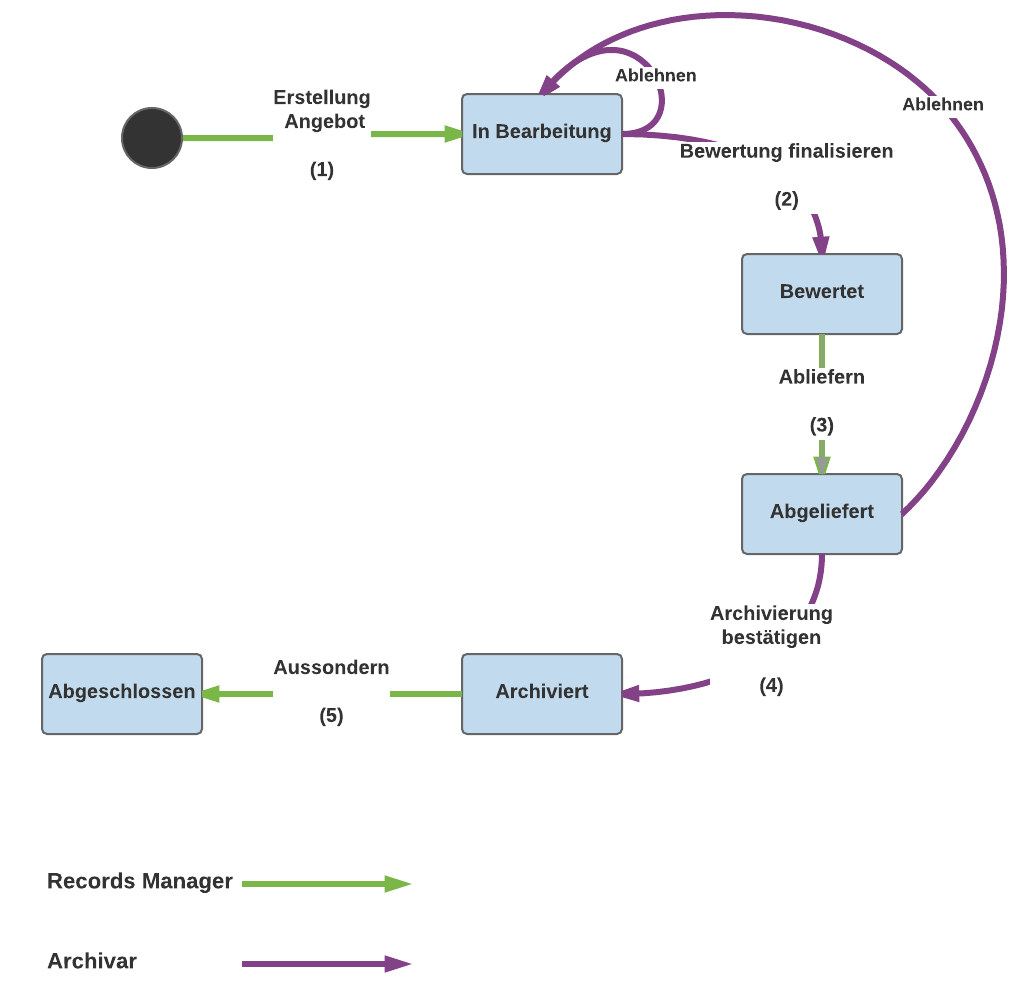 Erstellung
Angebot
(1)
In Bearbeitung
Ablehnen
Ablehnen
Bewertung finalisieren
(2)
Bewertet
Abliefern
(3)
Abgeliefert
Archivierung
bestätigen
(4)
Archiviert
Aussondern
(5)
Abgeschlossen
Records Manager
Archivar